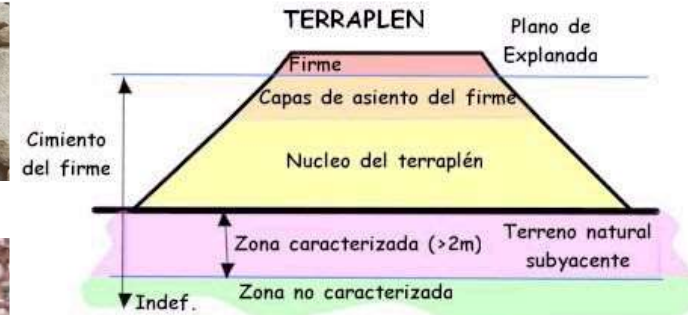 TERRAPLEN
Plano de
Explanada
Firme
Capas de asiento del firme
Cimiento
del firme
Nucleo del terraplén
Zona caracterizada (>2m)
Terreno natural
subyacente
Zona no caracterizada
Indef.